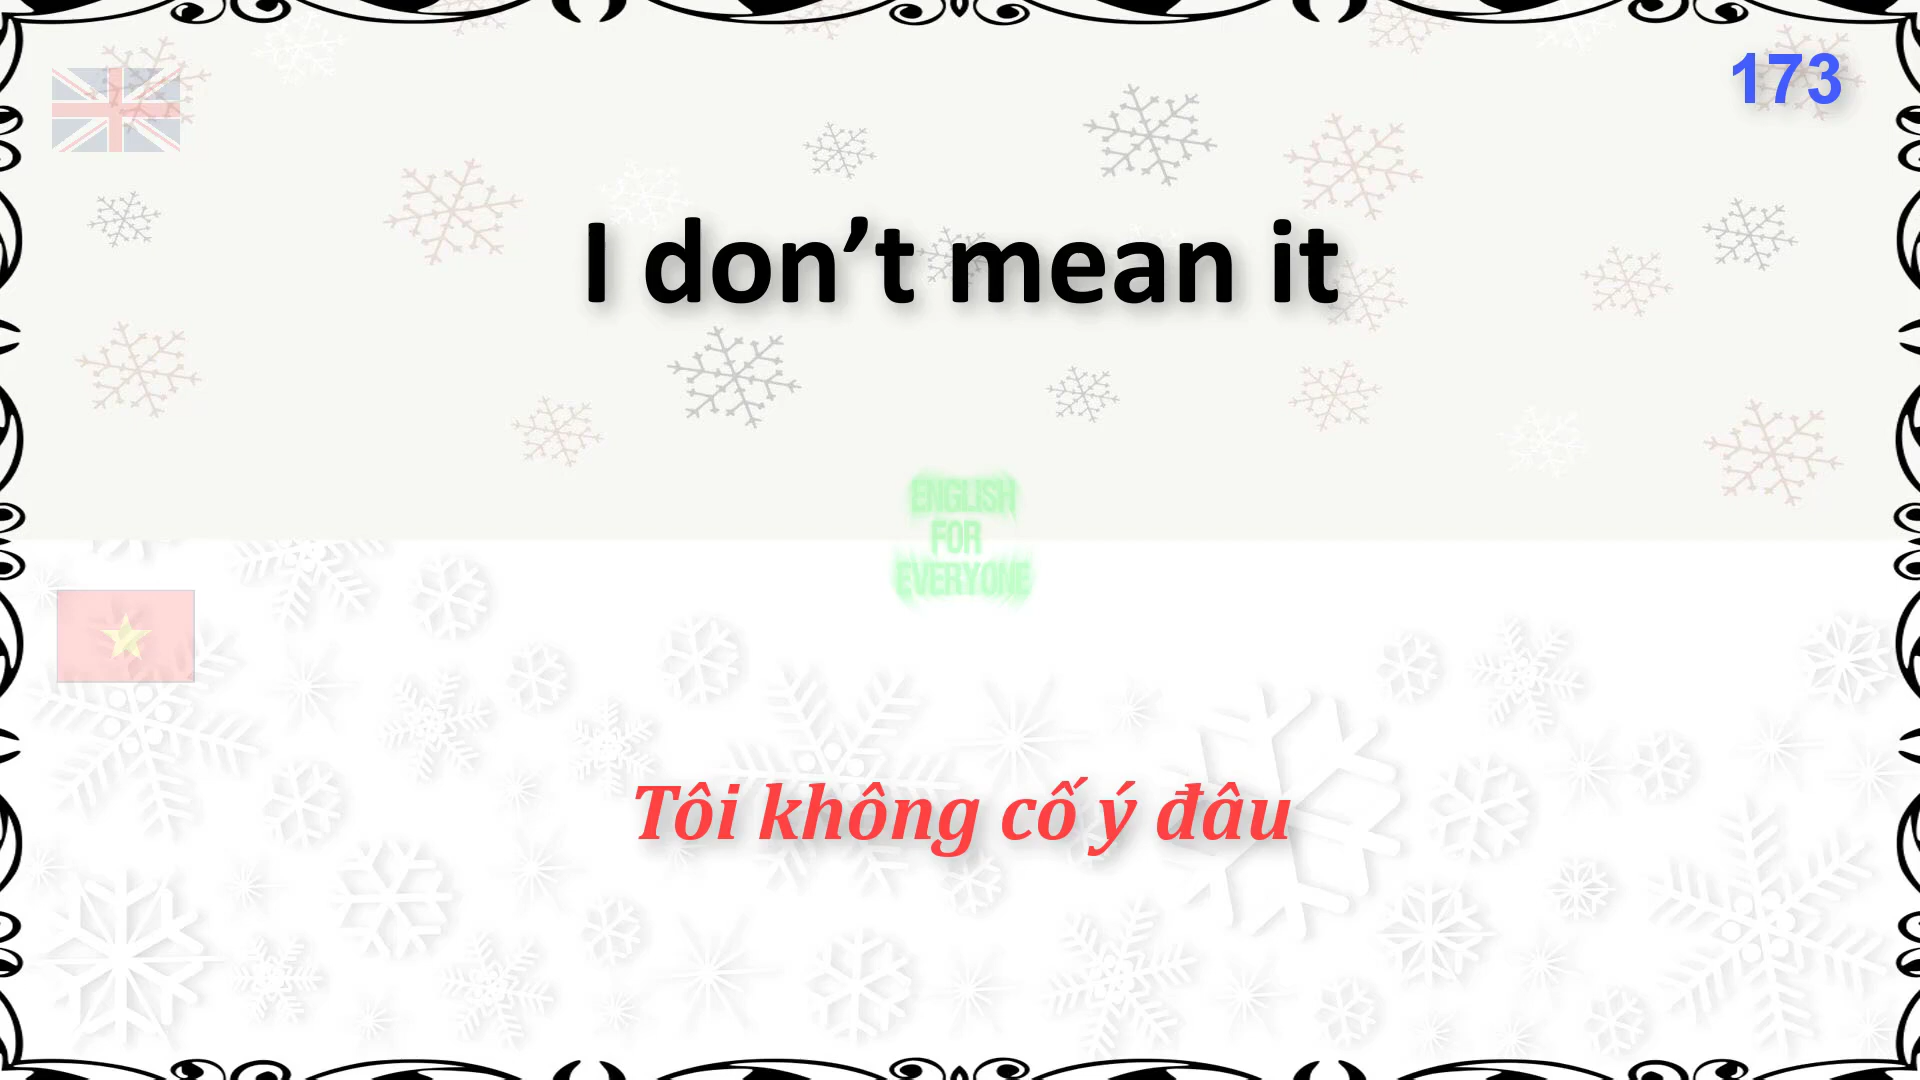 173
I don’t mean it
ENGLISH
FOR
EVERYONE
Tôi không cố ý đâu